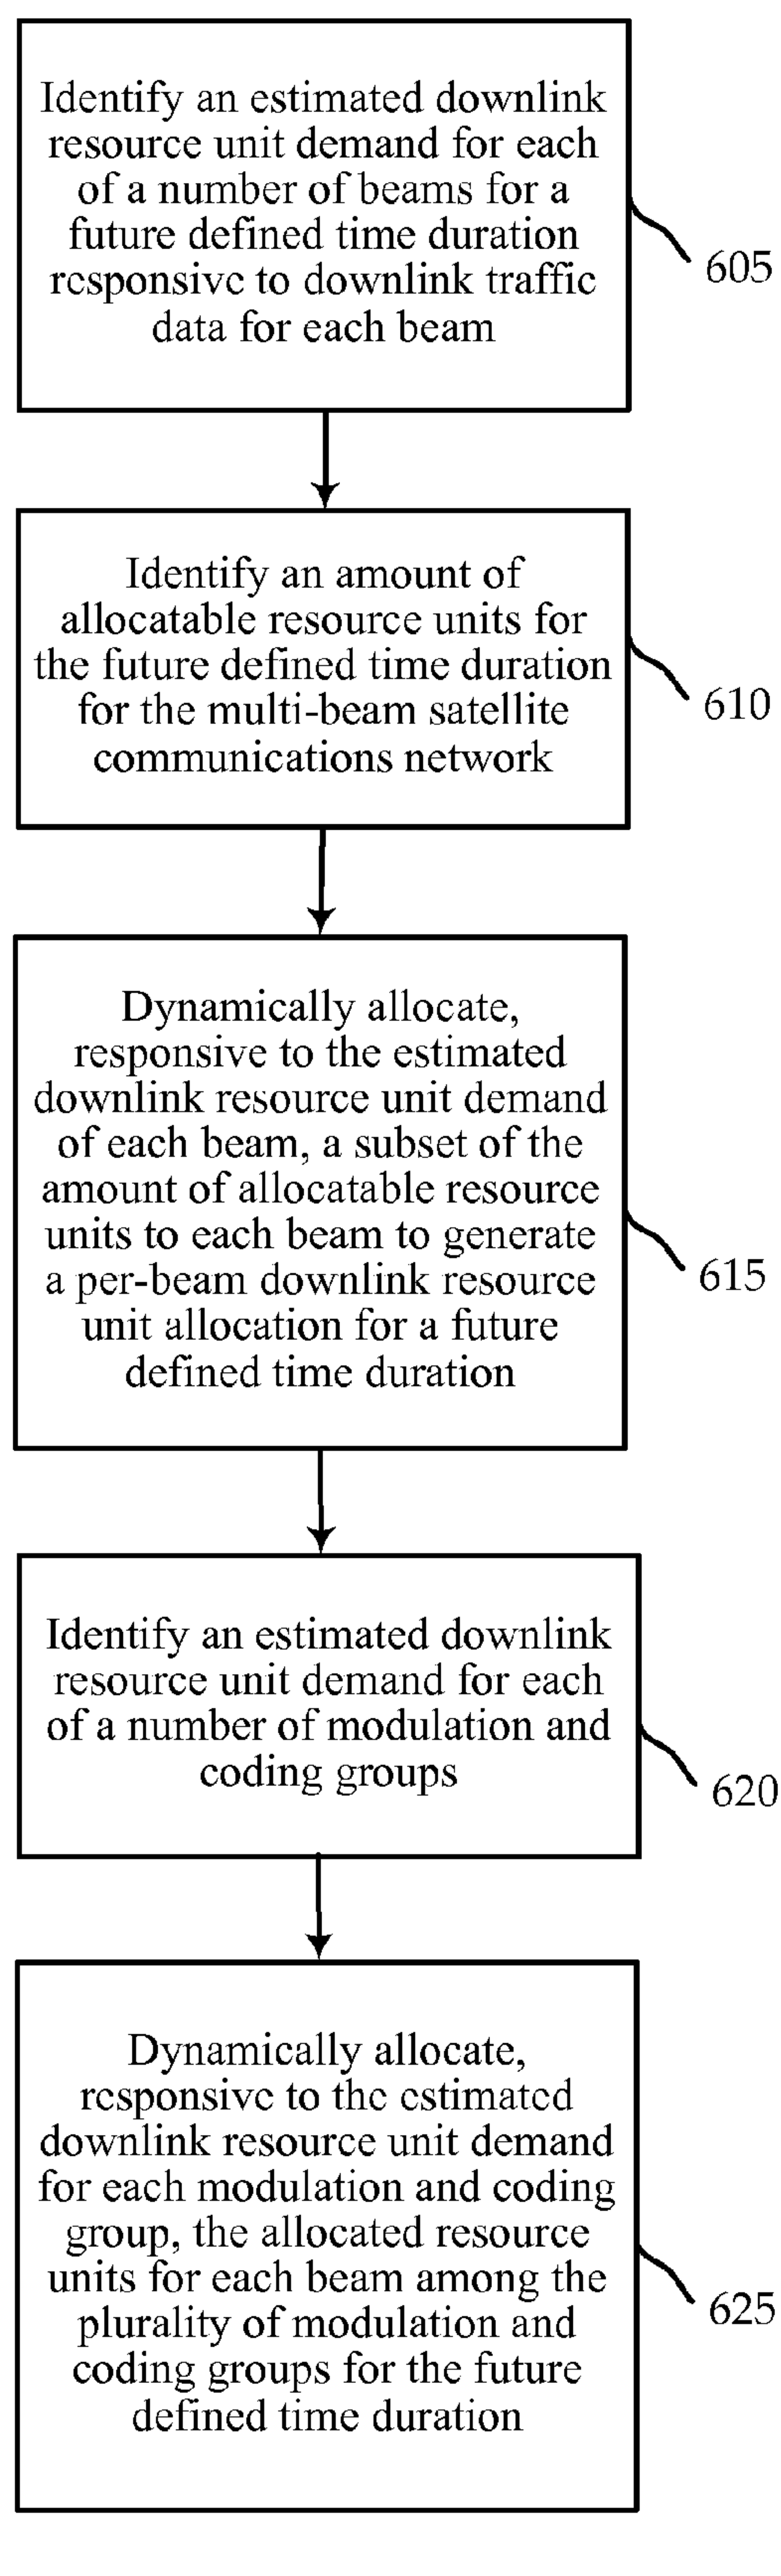 Identify an estimated downlink
resource unit demand for each
of a number of beams for a
future defined time duration
responsive to downlink traffic
data for each beam
605
Identify an amount of
allocatable resource units for
the future defined time duration
for the multi-beam satellite
communications network
610
Dynamically allocate,
responsive to the estimated
downlink resource unit demand
of each beam, a subset of the
amount of allocatable resource
units to each beam to generate
a per-beam downlink resource
unit allocation for a future
defined time duration
615
Identify an estimated downlink
resource unit demand for each
of a number of modulation and
coding groups
620
Dynamically allocate,
responsive to the estimated
downlink resource unit demand
for each modulation and coding
group, the allocated resource
units for each beam among the
plurality of modulation and
coding groups for the future
defined time duration
625